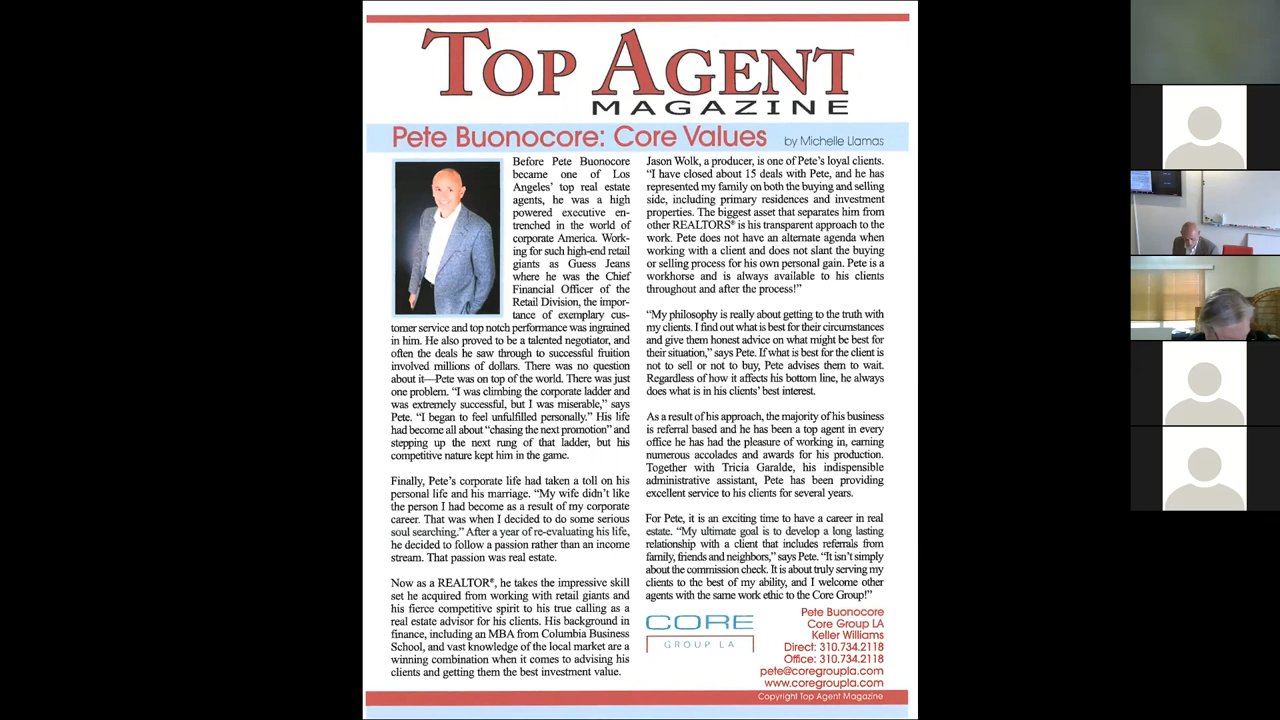 TOP AGENT
MAGAZINE
Pete Buonocore: Core Values
by Michelle Llamas
Before Pete Buonocore
became one of Los
Angeles' top real estate
agents, he was a high
powered executive en-
trenched in the world of
corporate America. Work-
ing for such high-end retail
giants as Guess Jeans
where he was the Chief
Financial Officer of the
Retail Division, the impor-
tance of exemplary cus-
tomer service and top notch performance was ingrained
in him. He also proved to be a talented negotiator, and
often the deals he saw through to successful fruition
involved millions of dollars. There was no question
about it—Pete was on top of the world. There was just
one problem. "I was climbing the corporate ladder and
was extremely successful, but I was miserable," says
Pete. "I began to feel unfulfilled personally." His life
had become all about "chasing the next promotion" and
stepping up the next rung of that ladder, but his
competitive nature kept him in the game.
Finally, Pete's corporate life had taken a toll on his
personal life and his marriage. "My wife didn't like
the person I had become as a result of my corporate
career. That was when I decided to do some serious
soul searching." After a year of re-evaluating his life,
he decided to follow a passion rather than an income
stream. That passion was real estate.
Now as a REALTOR®, he takes the impressive skill
set he acquired from working with retail giants and
his fierce competitive spirit to his true calling as a
real estate advisor for his clients. His background in
finance, including an MBA from Columbia Business
School, and vast knowledge of the local market are a
winning combination when it comes to advising his
clients and getting them the best investment value.
Jason Wolk, a producer, is one of Pete's loyal clients.
"I have closed about 15 deals with Pete, and he has
represented my family on both the buying and selling
side, including primary residences and investment
properties. The biggest asset that separates him from
other REALTORS® is his transparent approach to the
work. Pete does not have an alternate agenda when
working with a client and does not slant the buying
or selling process for his own personal gain. Pete is a
workhorse and is always available to his clients
throughout and after the process!"
"My philosophy is really about getting to the truth with
my clients. I find out what is best for their circumstances
and give them honest advice on what might be best for
their situation," says Pete. If what is best for the client is
not to sell or not to buy, Pete advises them to wait.
Regardless of how it affects his bottom line, he always
does what is in his clients' best interest.
As a result of his approach, the majority of his business
is referral based and he has been a top agent in every
office he has had the pleasure of working in, earning
numerous accolades and awards for his production.
Together with Tricia Garalde, his indispensible
administrative assistant, Pete has been providing
excellent service to his clients for several years.
For Pete, it is an exciting time to have a career in real
estate. "My ultimate goal is to develop a long lasting
relationship with a client that includes referrals from
family, friends and neighbors," says Pete. "It isn't simply
about the commission check. It is about truly serving my
clients to the best of my ability, and I welcome other
agents with the same work ethic to the Core Group!"
CORE
GROUP LA
Pete Buonocore
Core Group LA
Keller Williams
Direct: 310.734.2118
Office: 310.734.2118
pete@coregroupla.com
www.coregroupla.com
Copyright Top Agent Magazine